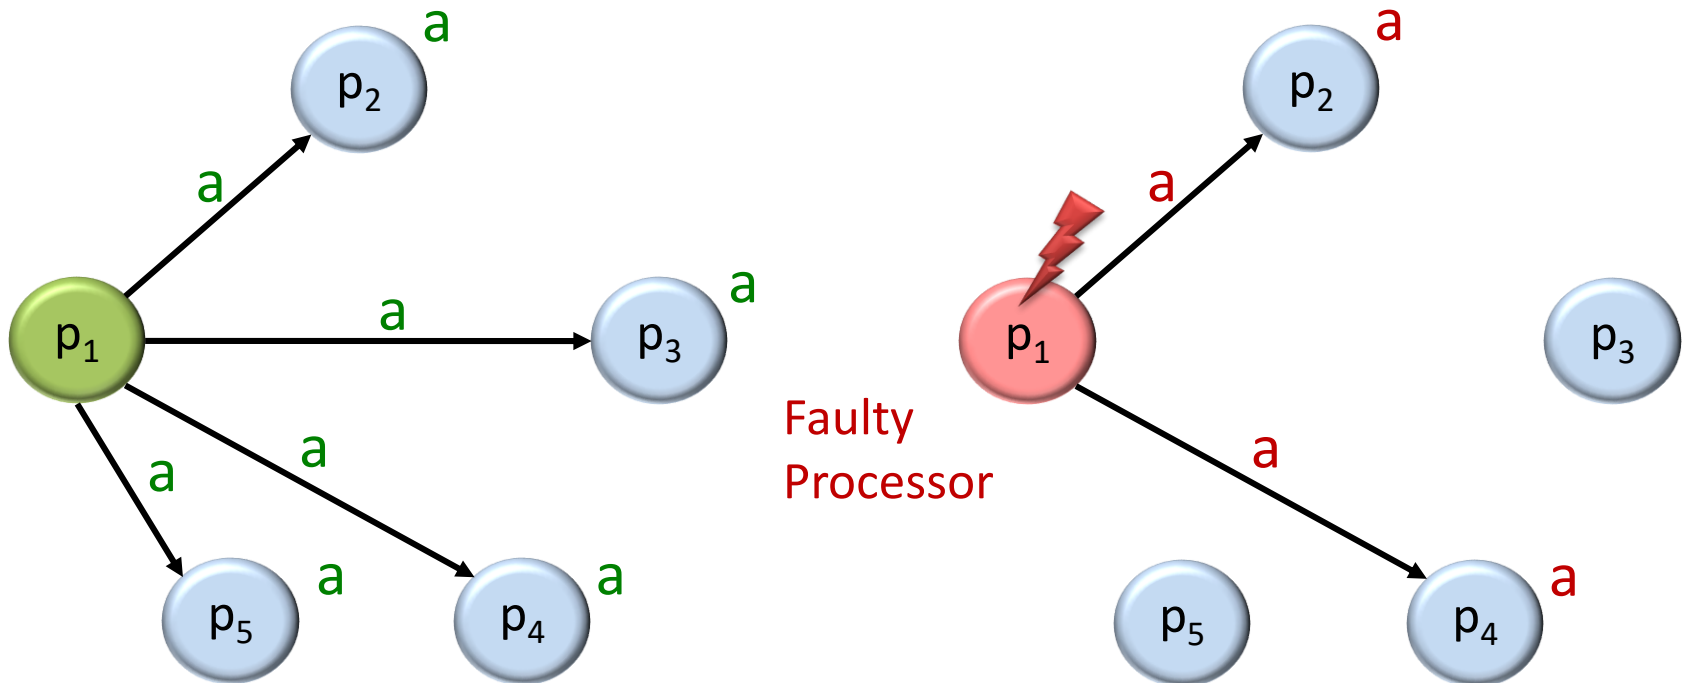 a
p₂
a
a
p₃
a
p₁
a
a
p₅
a
p₄
a
a
p₂
a
p₁
p₃
Faulty
Processor
a
p₅
p₄
a